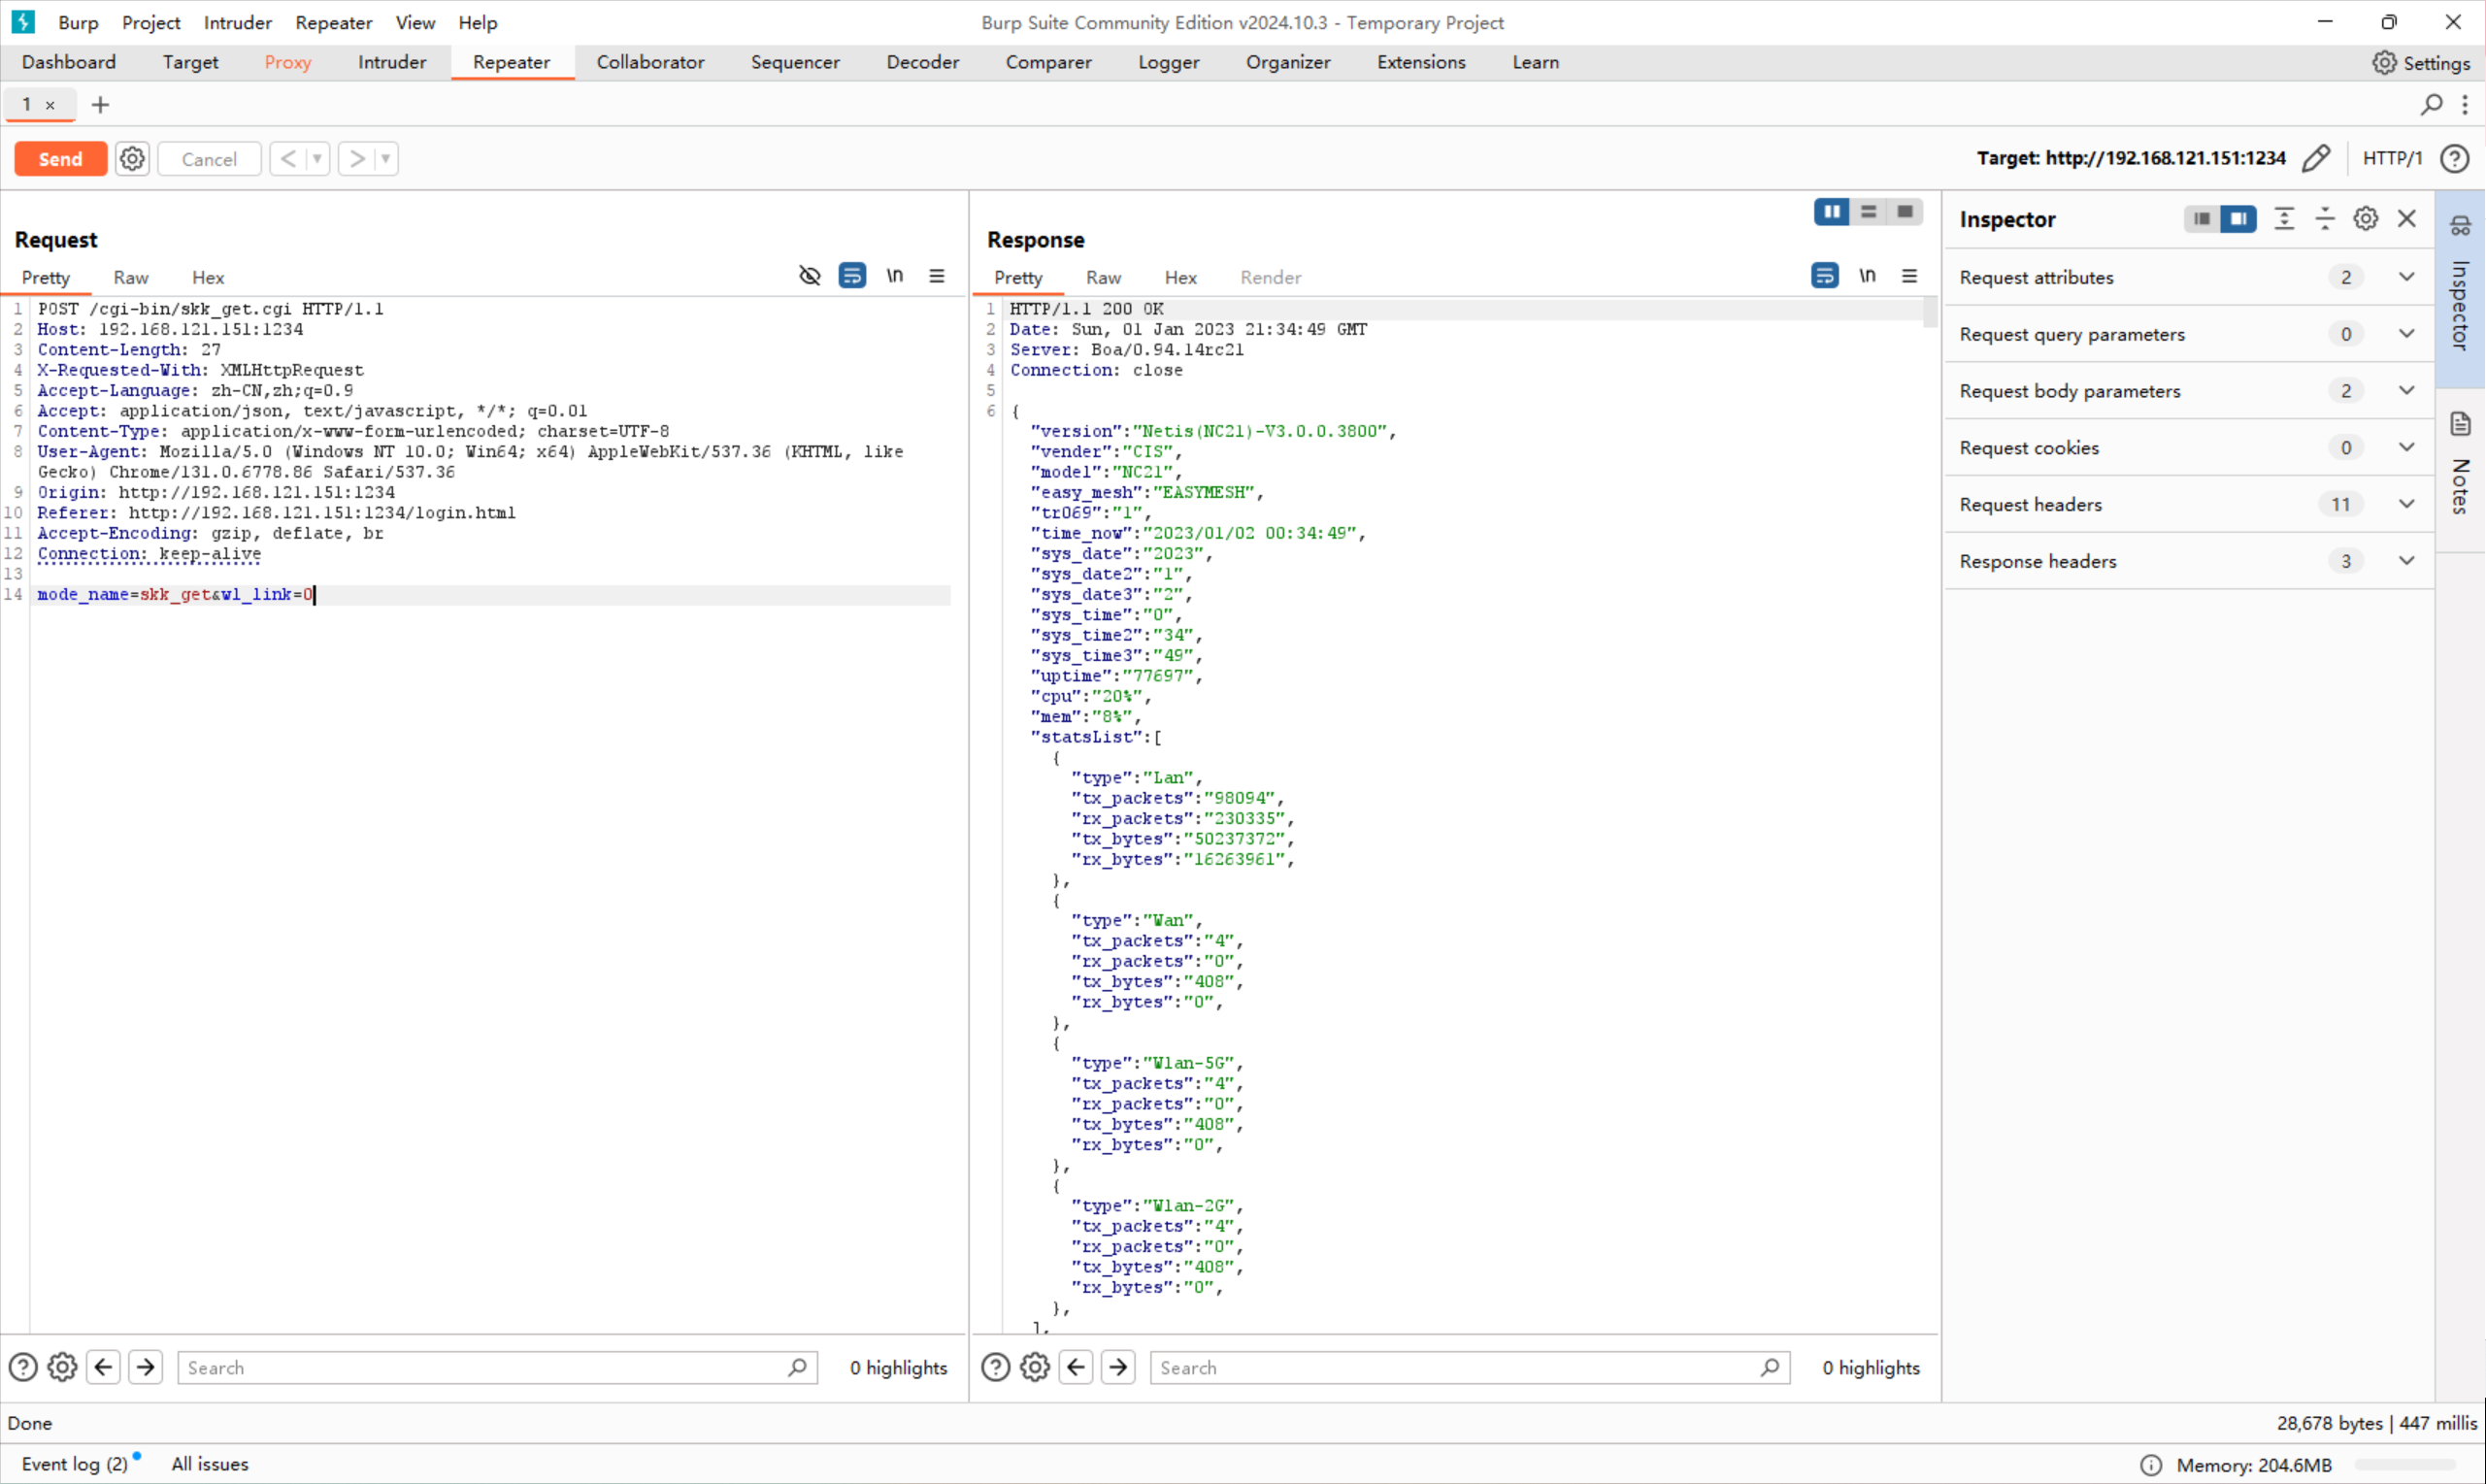 Burp Project Intruder Repeater View Help Burp Suite Community Edition v2024.10.3 - Temporary Project
Dashboard Target Proxy Intruder Repeater Collaborator Sequencer Decoder Comparer Logger Organizer Extensions Learn Settings
1 × +
Send Cancel < > Target: http://192.168.121.151:1234 HTTP/1
Request
Pretty Raw Hex \n
1 POST /cgi-bin/skk_get.cgi HTTP/1.1
2 Host: 192.168.121.151:1234
3 Content-Length: 27
4 X-Requested-With: XMLHttpRequest
5 Accept-Language: zh-CN,zh;q=0.9
6 Accept: application/json, text/javascript, */*; q=0.01
7 Content-Type: application/x-www-form-urlencoded; charset=UTF-8
8 User-Agent: Mozilla/5.0 (Windows NT 10.0; Win64; x64) AppleWebKit/537.36 (KHTML, like
Gecko) Chrome/131.0.6778.86 Safari/537.36
9 Origin: http://192.168.121.151:1234
10 Referer: http://192.168.121.151:1234/login.html
11 Accept-Encoding: gzip, deflate, br
12 Connection: keep-alive
13
14 mode_name=skk_get&wl_link=0
Search 0 highlights
Response
Pretty Raw Hex Render \n
1 HTTP/1.1 200 OK
2 Date: Sun, 01 Jan 2023 21:34:49 GMT
3 Server: Boa/0.94.14rc21
4 Connection: close
5
6 {
"version":"Netis(NC21)-V3.0.0.3800",
"vender":"CIS",
"model":"NC21",
"easy_mesh":"EASYMESH",
"tr069":"1",
"time_now":"2023/01/02 00:34:49",
"sys_date":"2023",
"sys_date2":"1",
"sys_date3":"2",
"sys_time":"0",
"sys_time2":"34",
"sys_time3":"49",
"uptime":"77697",
"cpu":"20%",
"mem":"8%",
"statsList":[
{
"type":"Lan",
"tx_packets":"98094",
"rx_packets":"230335",
"tx_bytes":"50237372",
"rx_bytes":"16263961",
},
{
"type":"Wan",
"tx_packets":"4",
"rx_packets":"0",
"tx_bytes":"408",
"rx_bytes":"0",
},
{
"type":"Wlan-5G",
"tx_packets":"4",
"rx_packets":"0",
"tx_bytes":"408",
"rx_bytes":"0",
},
{
"type":"Wlan-2G",
"tx_packets":"4",
"rx_packets":"0",
"tx_bytes":"408",
"rx_bytes":"0",
},
],
Search 0 highlights
Inspector
Request attributes 2
Request query parameters 0
Request body parameters 2
Request cookies 0
Request headers 11
Response headers 3
Inspector
Notes
Done 28,678 bytes | 447 millis
Event log (2) All issues Memory: 204.6MB